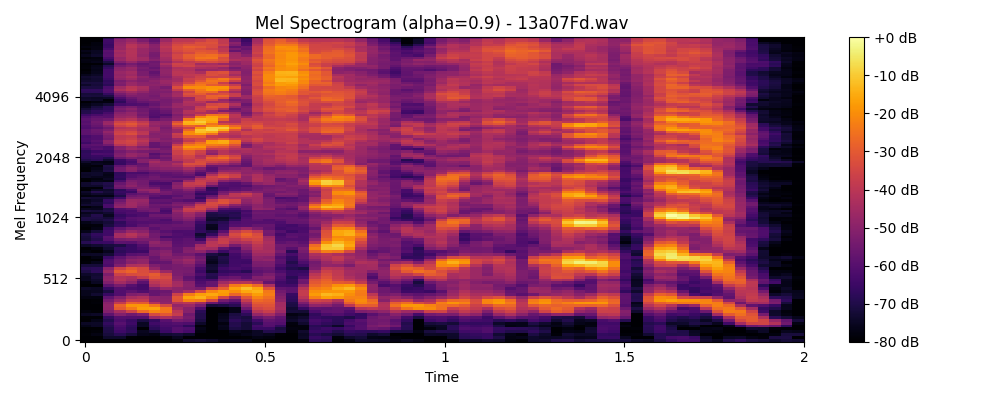 Mel Spectrogram (alpha=0.9) - 13a07Fd.wav
Mel Frequency
4096
2048
1024
512
0
0
0.5
1
1.5
2
Time
+0 dB
-10 dB
-20 dB
-30 dB
-40 dB
-50 dB
-60 dB
-70 dB
-80 dB